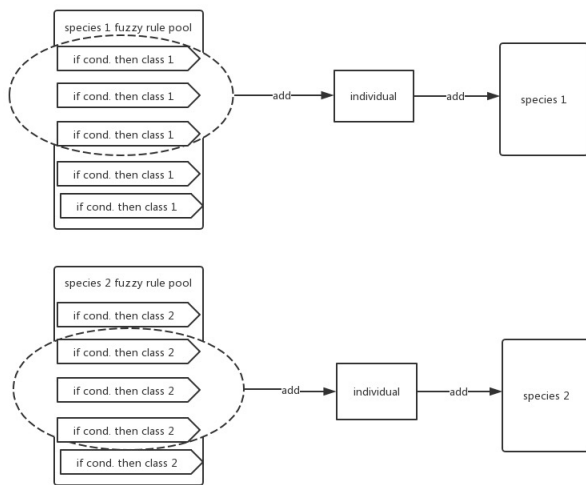 species 1 fuzzy rule pool
if cond. then class 1
if cond. then class 1
add
individual
add
species 1
if cond. then class 1
if cond. then class 1
if cond. then class 1
species 2 fuzzy rule pool
if cond. then class 2
if cond. then class 2
if cond. then class 2
add
individual
add
species 2
if cond. then class 2
if cond. then class 2